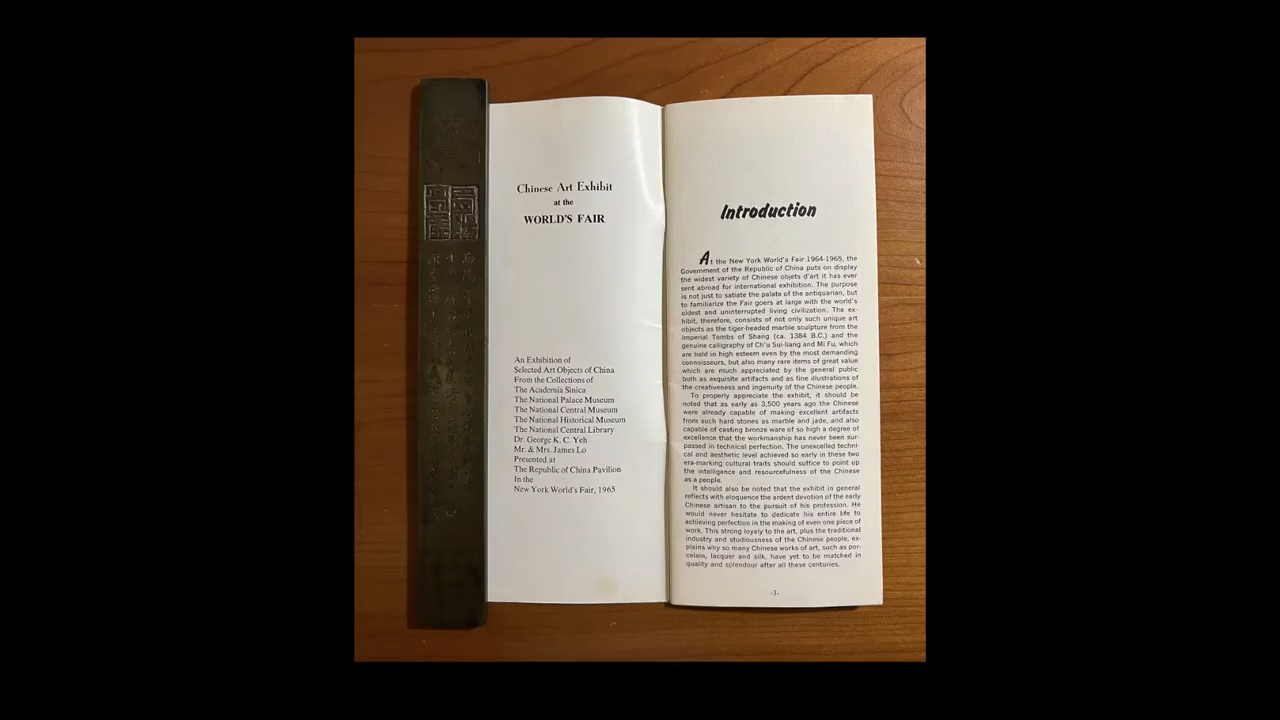 Chinese Art Exhibit
at the
WORLD'S FAIR
An Exhibition of
Selected Art Objects of China
From the Collections of
The Academia Sinica
The National Palace Museum
The National Central Museum
The National Historical Museum
The National Central Library
Dr. George K. C. Yeh
Mr. & Mrs. James Lo
Presented at
The Republic of China Pavilion
In the
New York World's Fair, 1965
Introduction
At the New York World's Fair 1964-1965, the
Government of the Republic of China puts on display
the widest variety of Chinese objets d'art it has ever
sent abroad for international exhibition. The purpose
is not just to satiate the palate of the antiquarian, but
to familiarize the Fair goers at large with the world's
oldest and uninterrupted living civilization. The ex-
hibit, therefore, consists of not only such unique art
objects as the tiger-headed marble sculpture from the
Imperial Tombs of Shang (ca. 1384 B.C.) and the
genuine calligraphy of Ch'u Sui-liang and Mi Fu, which
are held in high esteem even by the most demanding
connoisseurs, but also many rare items of great value
which are much appreciated by the general public
both as exquisite artifacts and as fine illustrations of
the creativeness and ingenuity of the Chinese people.
To properly appreciate the exhibit, it should be
noted that as early as 3,500 years ago the Chinese
were already capable of making excellent artifacts
from such hard stones as marble and jade, and also
capable of casting bronze ware of so high a degree of
excellence that the workmanship has never been sur-
passed in technical perfection. The unexcelled techni-
cal and aesthetic level achieved so early in these two
era-marking cultural traits should suffice to point up
the intelligence and resourcefulness of the Chinese
as a people.
It should also be noted that the exhibit in general
reflects with eloquence the ardent devotion of the early
Chinese artisan to the pursuit of his profession. He
would never hesitate to dedicate his entire life to
achieving perfection in the making of even one piece of
work. This strong loyaly to the art, plus the traditional
industry and studiousness of the Chinese people, ex-
plains why so many Chinese works of art, such as por-
celain, lacquer and silk, have yet to be matched in
quality and splendour after all these centuries.
-3-